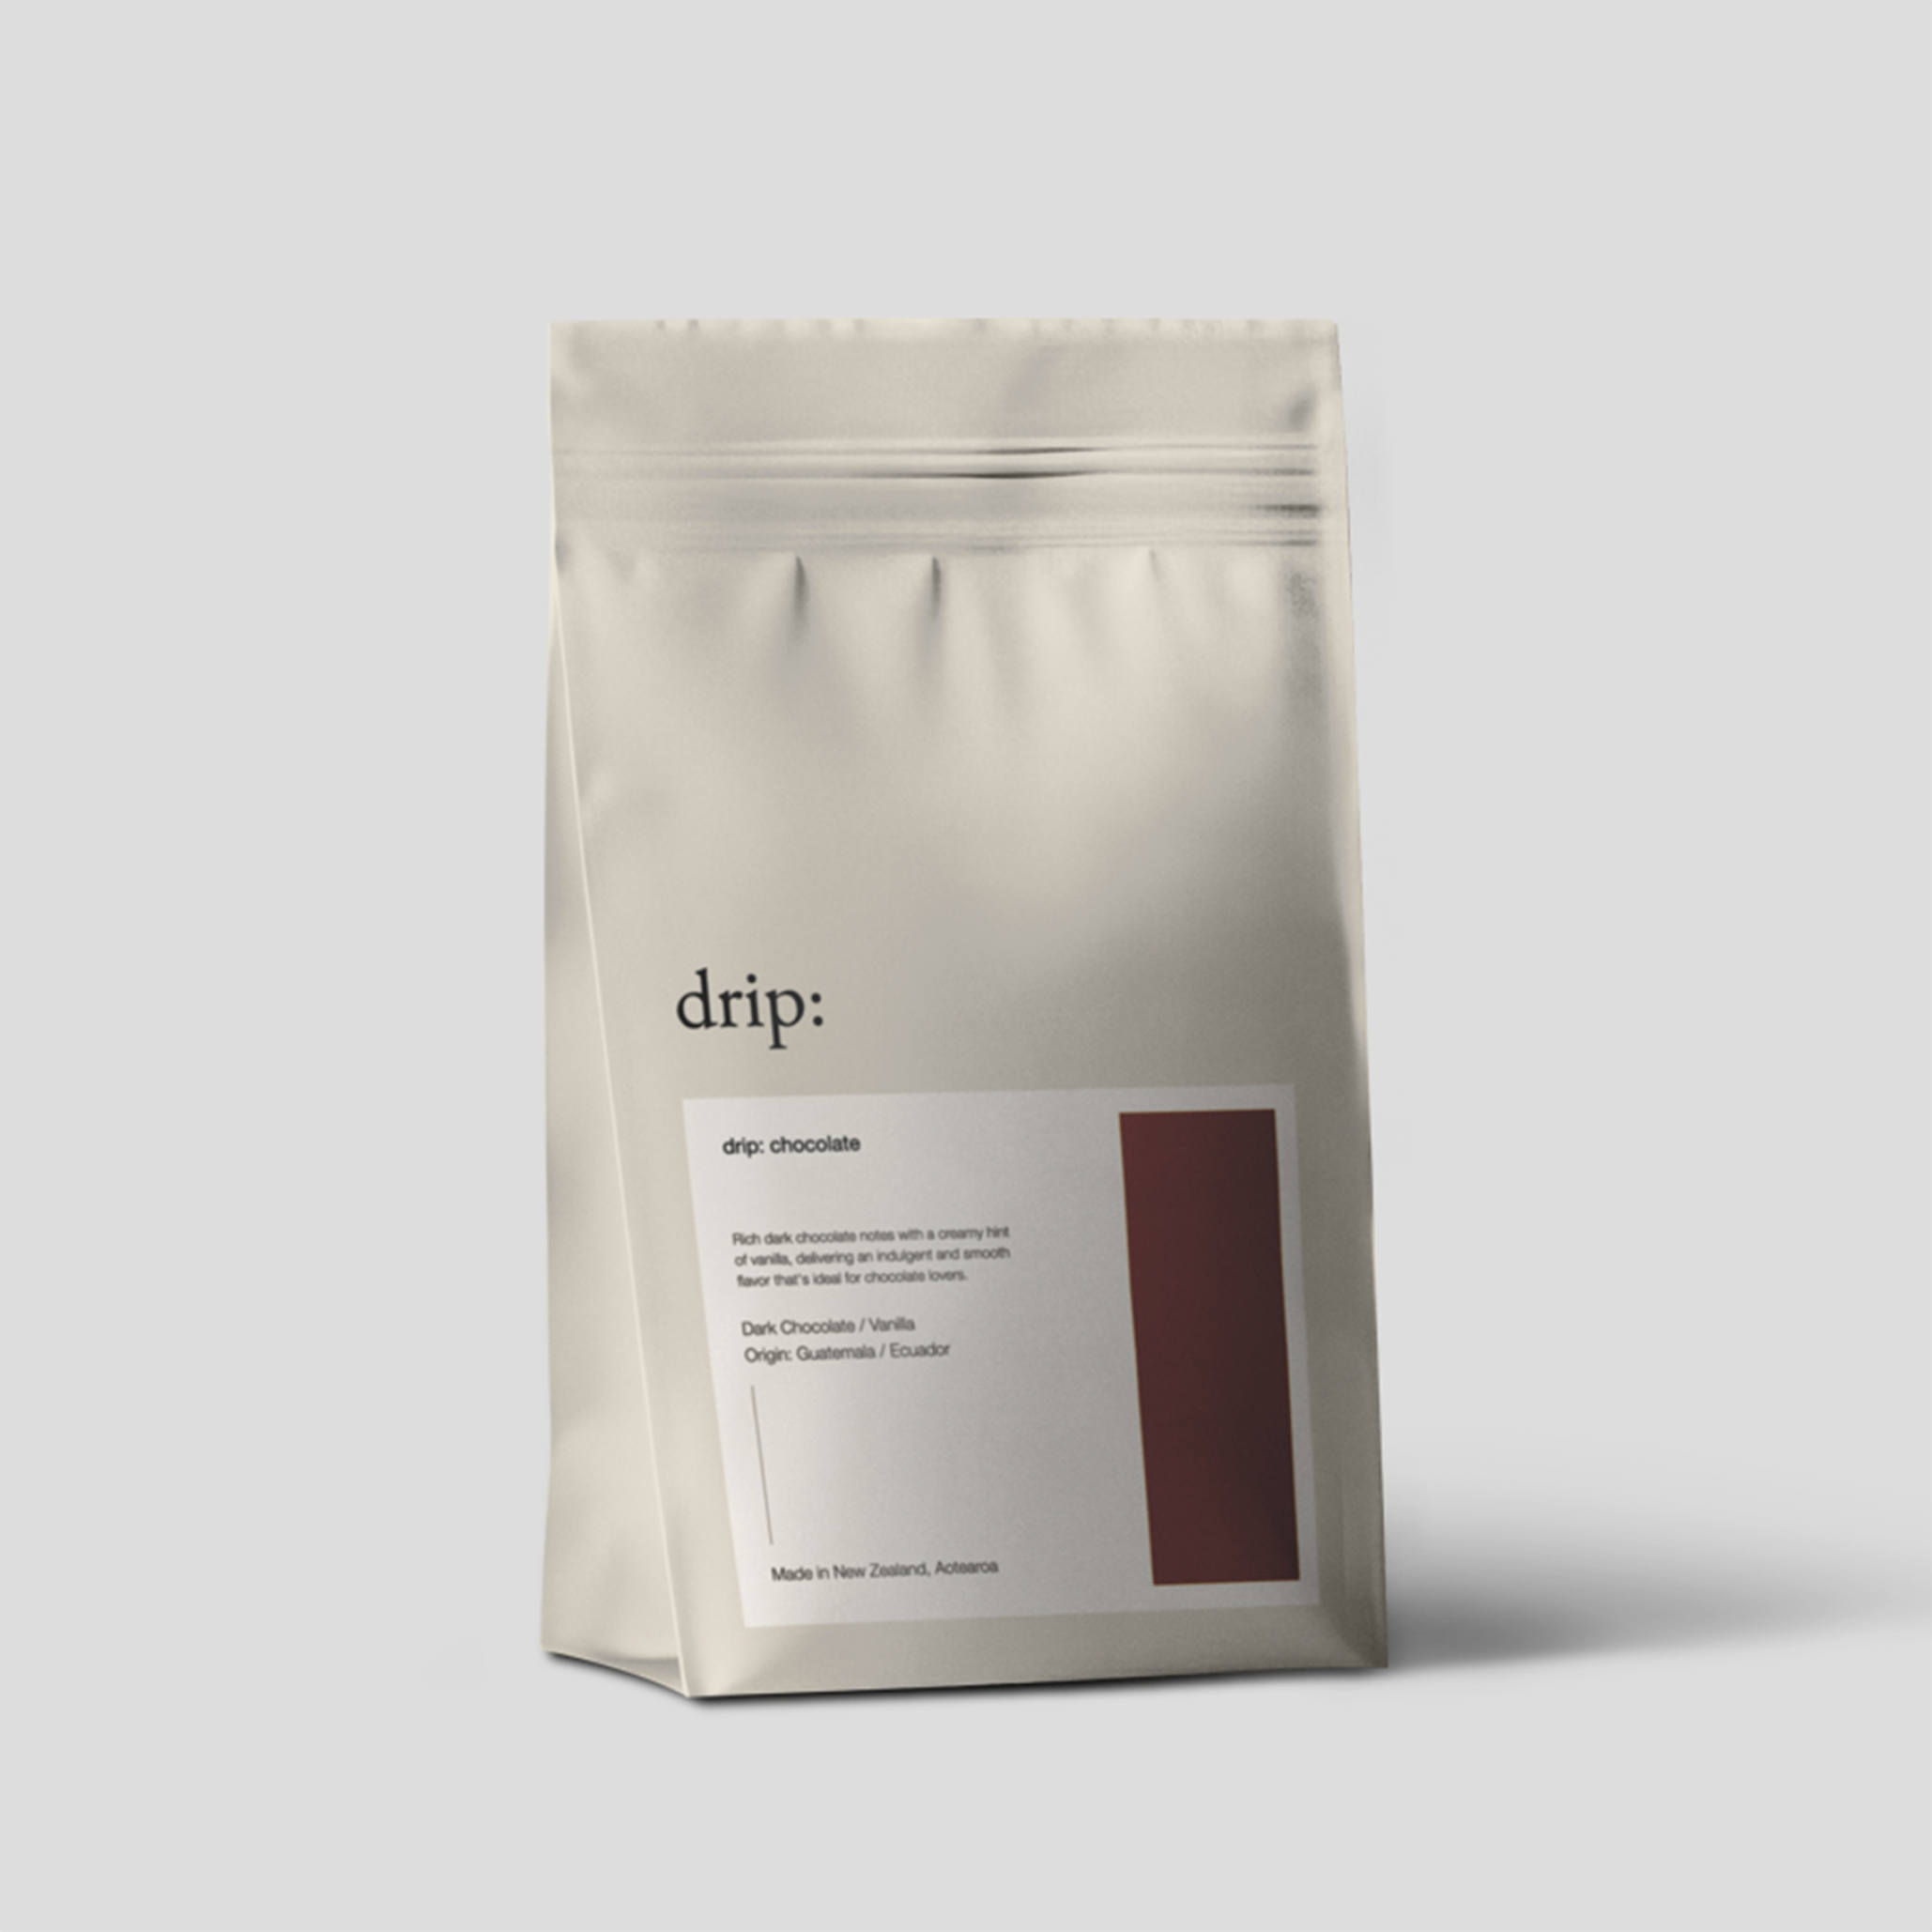 drip:
drip: chocolate
Rich dark chocolate notes with a creamy hint
of vanilla, delivering an indulgent and smooth
flavor that's ideal for chocolate lovers.
Dark Chocolate / Vanilla
Origin: Guatemala / Ecuador
Made in New Zealand, Aotearoa